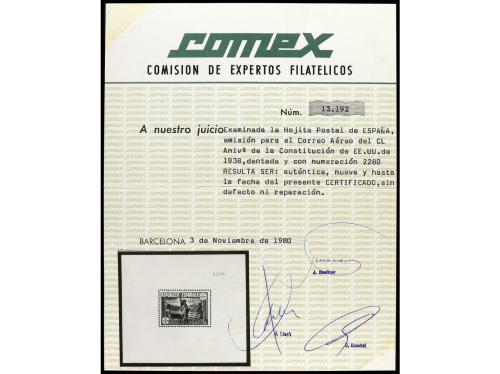 comex
COMISION DE EXPERTOS FILATELICOS
Núm. 13.192
A nuestro juicio Examinada la Hojita Postal de ESPAÑA,
emisión para el Correo Aéreo del CL
Anivº de la Constitución de EE.UU. de
1938, dentada y con numeración 2280
RESULTA SER: auténtica, nueva y hasta
la fecha del presente CERTIFICADO, sin
defecto ni reparación.
BARCELONA 3 de Noviembre de 1980
REPUBLICA ESPAÑOLA